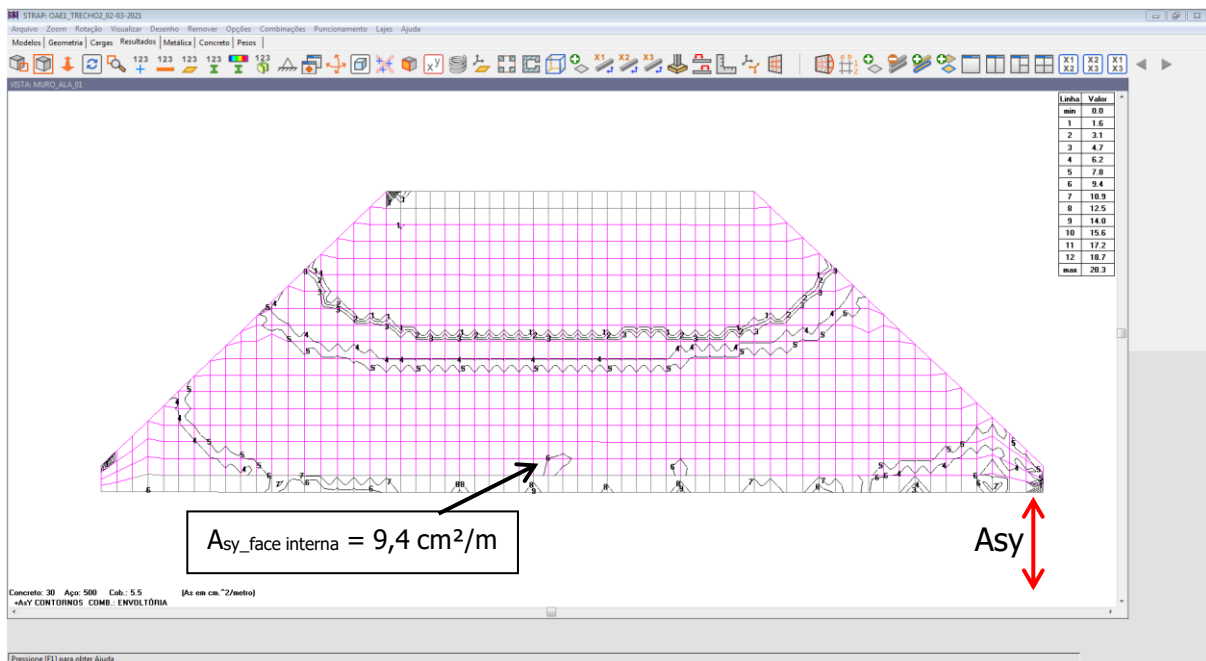 STRAP: OAE1_TRECHO2_02-03-2021
Arquivo Zoom Rotação Visualizar Desenho Remover Opções Combinações Puncionamento Lajes Ajuda
Modelos Geometria Cargas Resultados Metálica Concreto Pesos
VISTA: MURO_ALA_01
Linha Valor
min 0.0
1 1.6
2 3.1
3 4.7
4 6.2
5 7.8
6 9.4
7 10.9
8 12.5
9 14.0
10 15.6
11 17.2
12 18.7
max 20.3
Asy_face interna = 9,4 cm²/m
Asy
Concreto: 30 Aço: 500 Cob.: 5.5 (As em cm.^2/metro)
+AsY CONTORNOS COMB.: ENVOLTÓRIA
Pressione [F1] para obter Ajuda